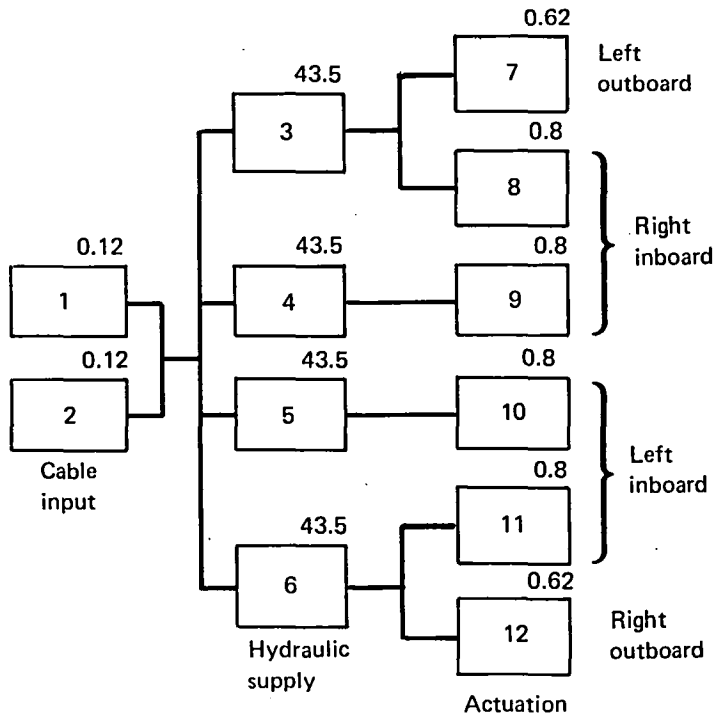 0.62
7
Left
outboard
43.5
3
0.8
8
Right
inboard
0.12
1
43.5
4
0.8
9
0.12
2
Cable
input
43.5
5
0.8
10
Left
inboard
0.8
11
43.5
6
Hydraulic
supply
0.62
12
Right
outboard
Actuation